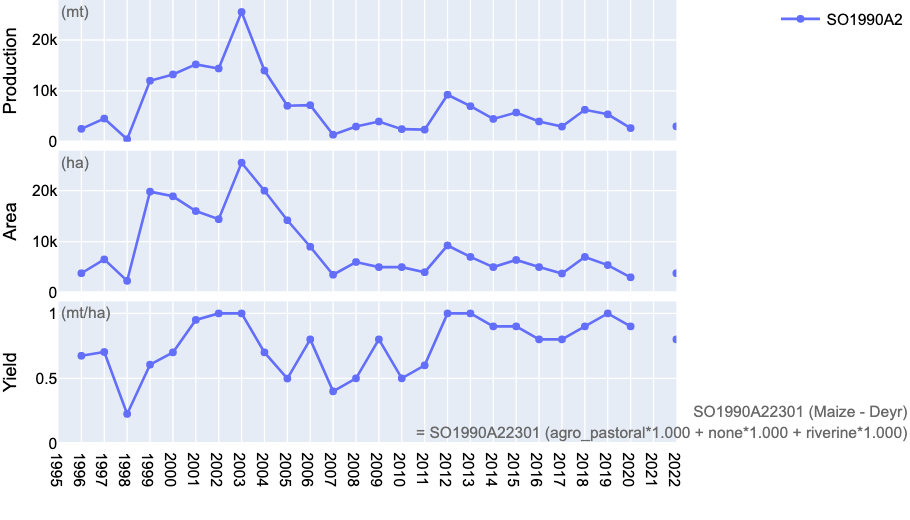 (mt)
SO1990A2
Production
20k
10k
0
(ha)
Area
20k
10k
0
(mt/ha)
Yield
1
0.5
0
SO1990A22301 (Maize - Deyr)
= SO1990A22301 (agro_pastoral*1.000 + none*1.000 + riverine*1.000)
1995 1996 1997 1998 1999 2000 2001 2002 2003 2004 2005 2006 2007 2008 2009 2010 2011 2012 2013 2014 2015 2016 2017 2018 2019 2020 2021 2022